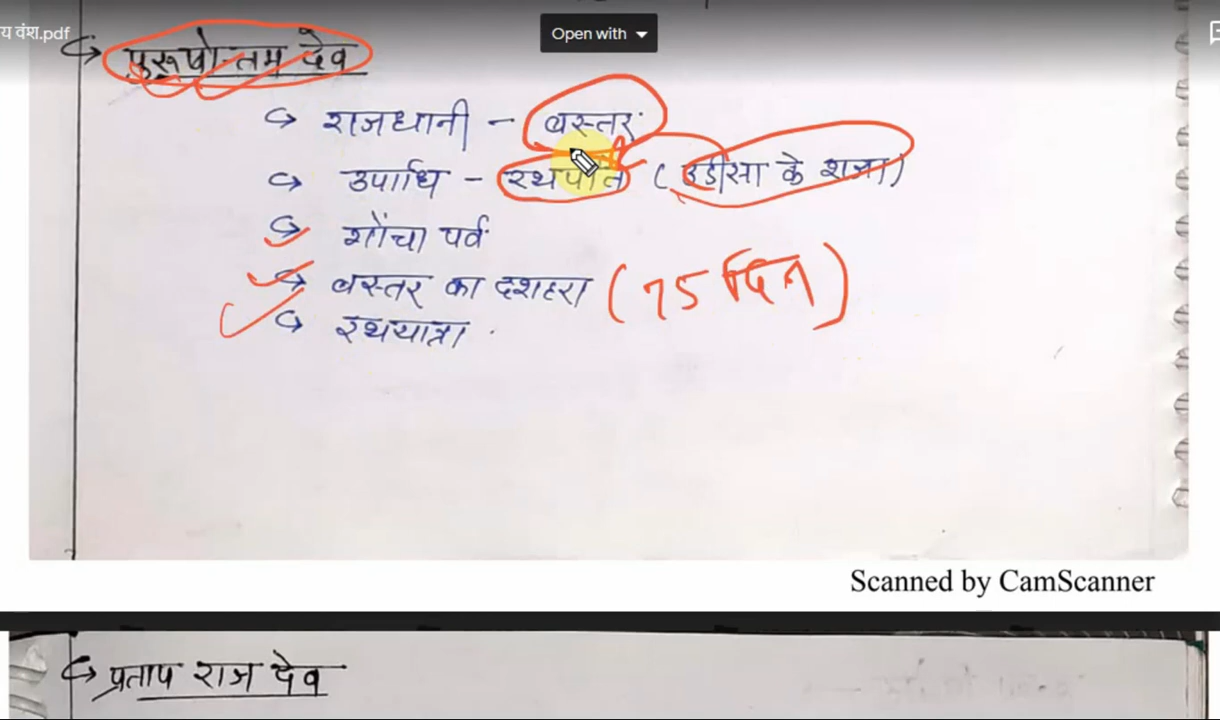 य वंश.pdf
Open with
पुरूषोत्तम देव
राजधानी - बस्तर
उपाधि - रथपति ( उडीसा के राजा )
गोंचा पर्व
बस्तर का दशहरा ( 75 दिन )
रथयात्रा
Scanned by CamScanner
प्रताप राज देव